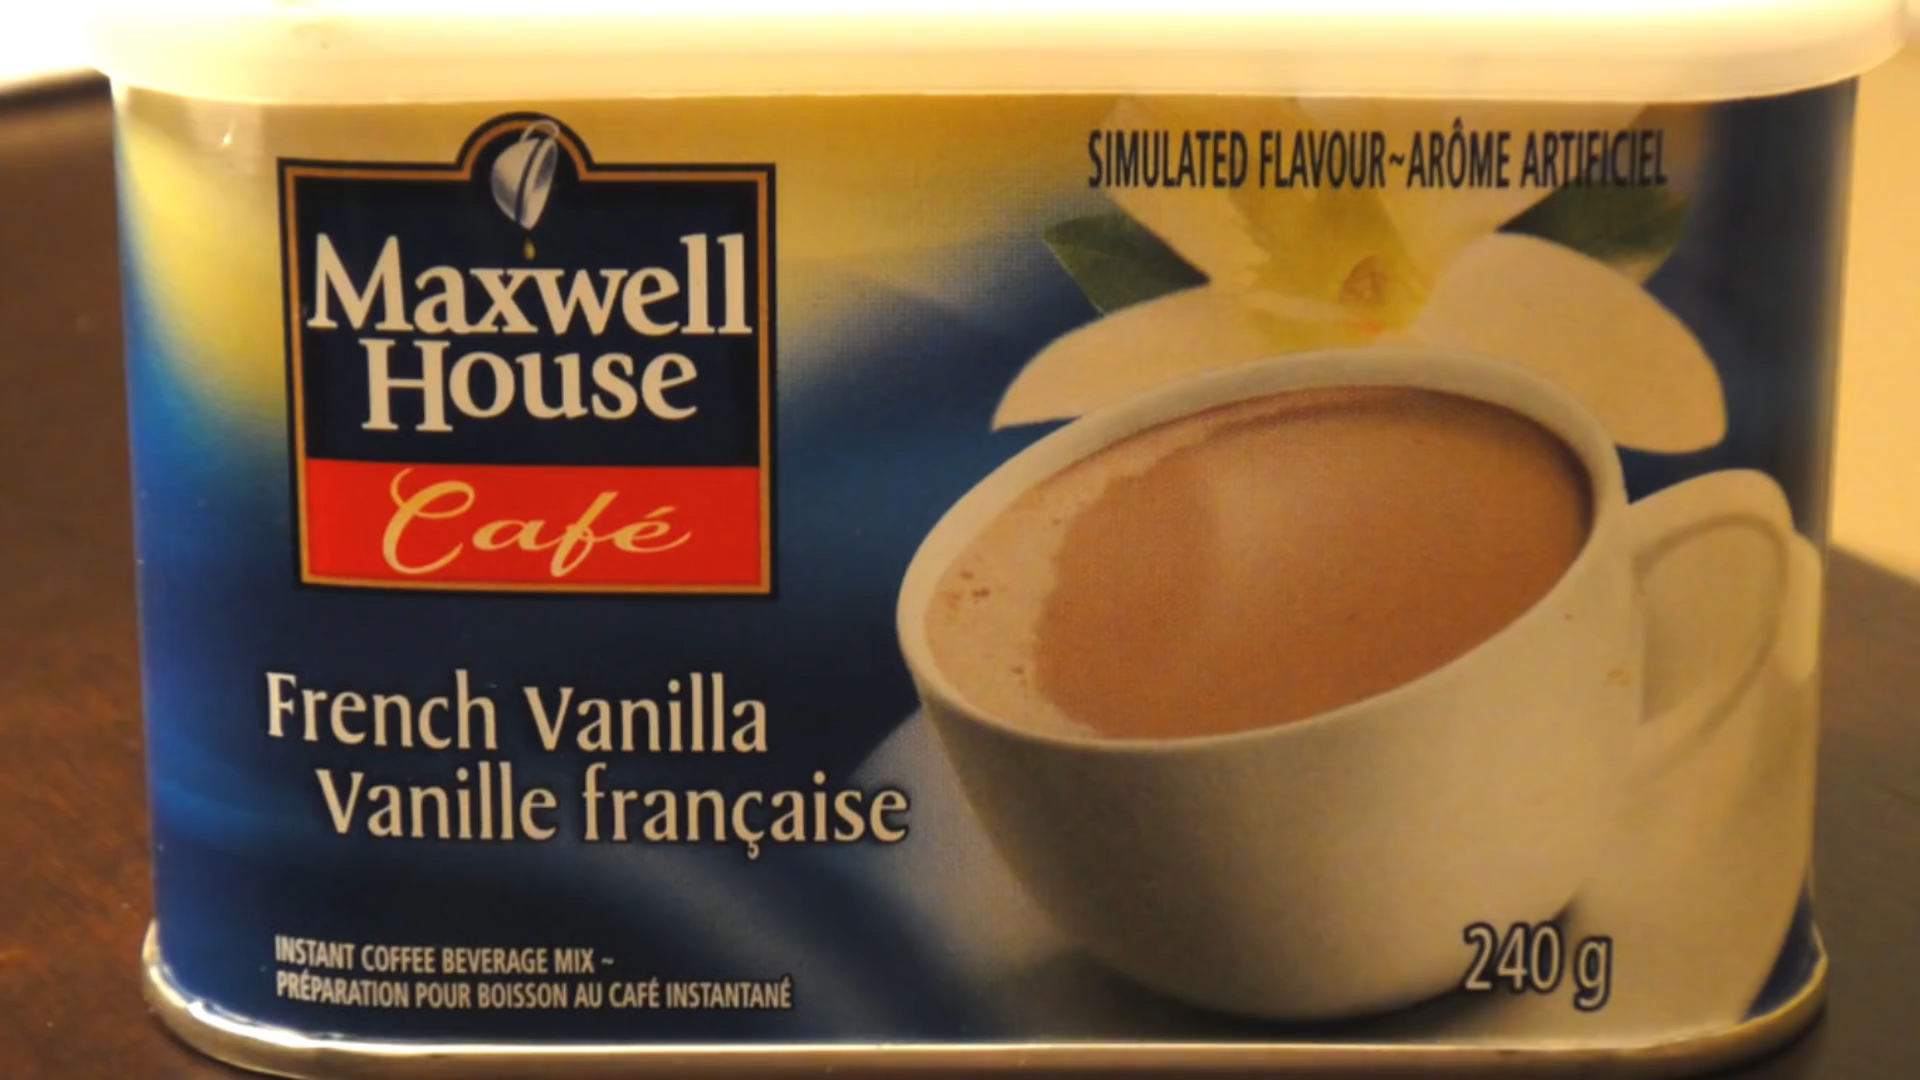 SIMULATED FLAVOUR~ARÔME ARTIFICIEL
Maxwell
House
Café
French Vanilla
Vanille française
INSTANT COFFEE BEVERAGE MIX ~
PRÉPARATION POUR BOISSON AU CAFÉ INSTANTANÉ
240 g